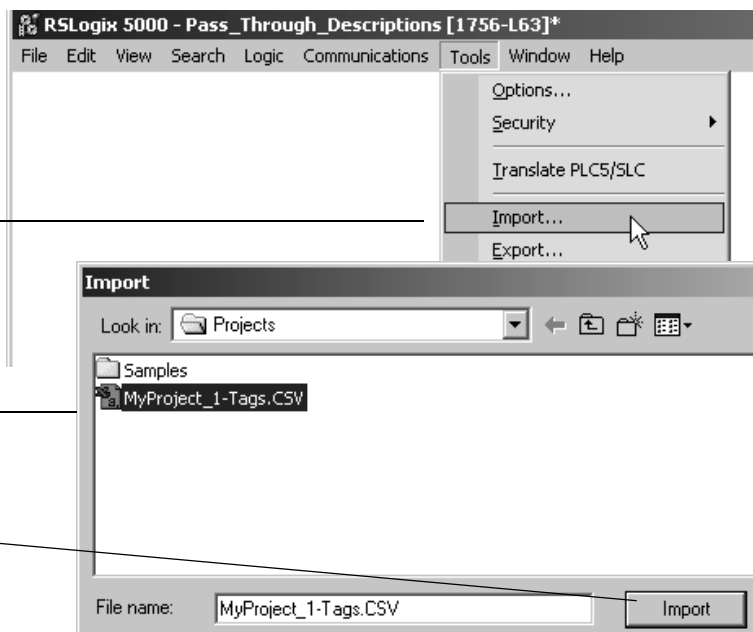 RSLogix 5000 - Pass_Through_Descriptions [1756-L63]*
File Edit View Search Logic Communications Tools Window Help
Options...
Security
Translate PLC5/SLC
Import...
Export...
Import
Look in: Projects
Samples
MyProject_1-Tags.CSV
File name: MyProject_1-Tags.CSV Import